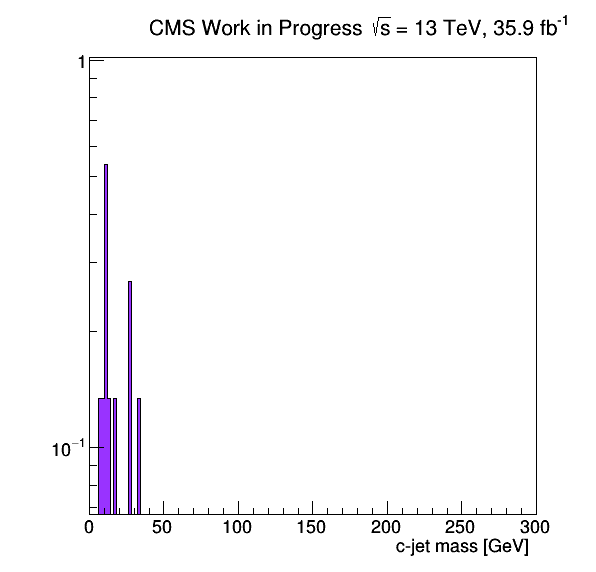 CMS Work in Progress √s = 13 TeV, 35.9 fb⁻¹
1
10⁻¹
0 50 100 150 200 250 300
c-jet mass [GeV]